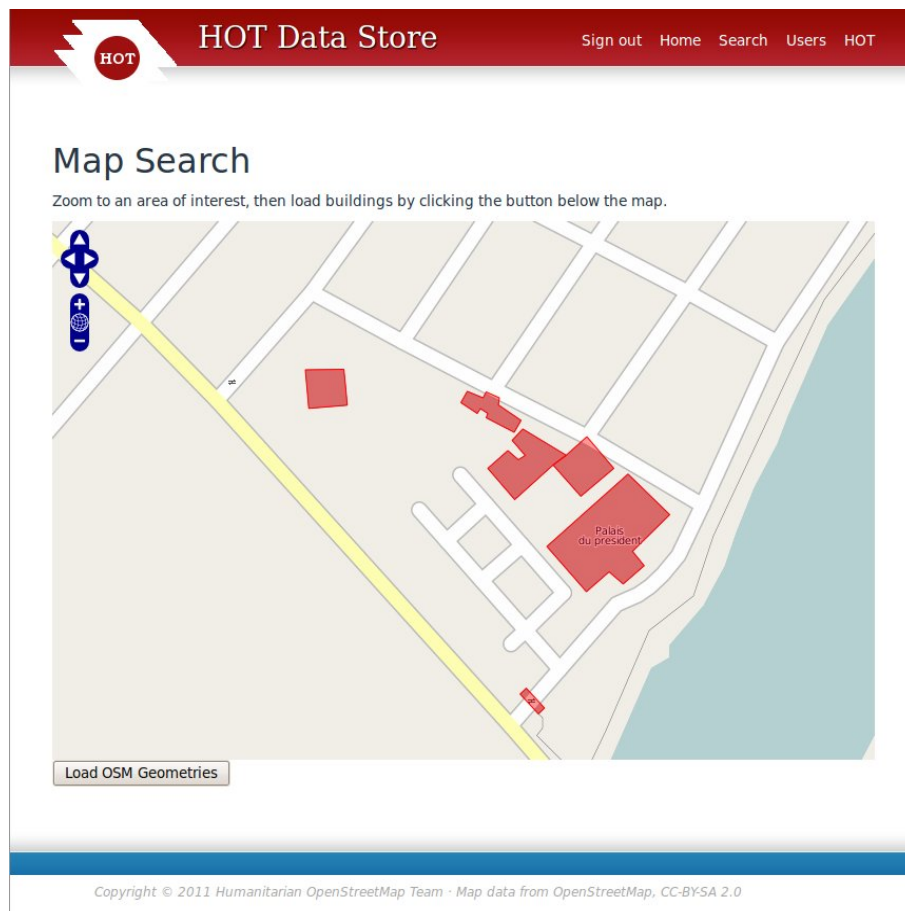 HOT
HOT Data Store
Sign out Home Search Users HOT
Map Search
Zoom to an area of interest, then load buildings by clicking the button below the map.
Palais
du président
Load OSM Geometries
Copyright © 2011 Humanitarian OpenStreetMap Team · Map data from OpenStreetMap, CC-BY-SA 2.0